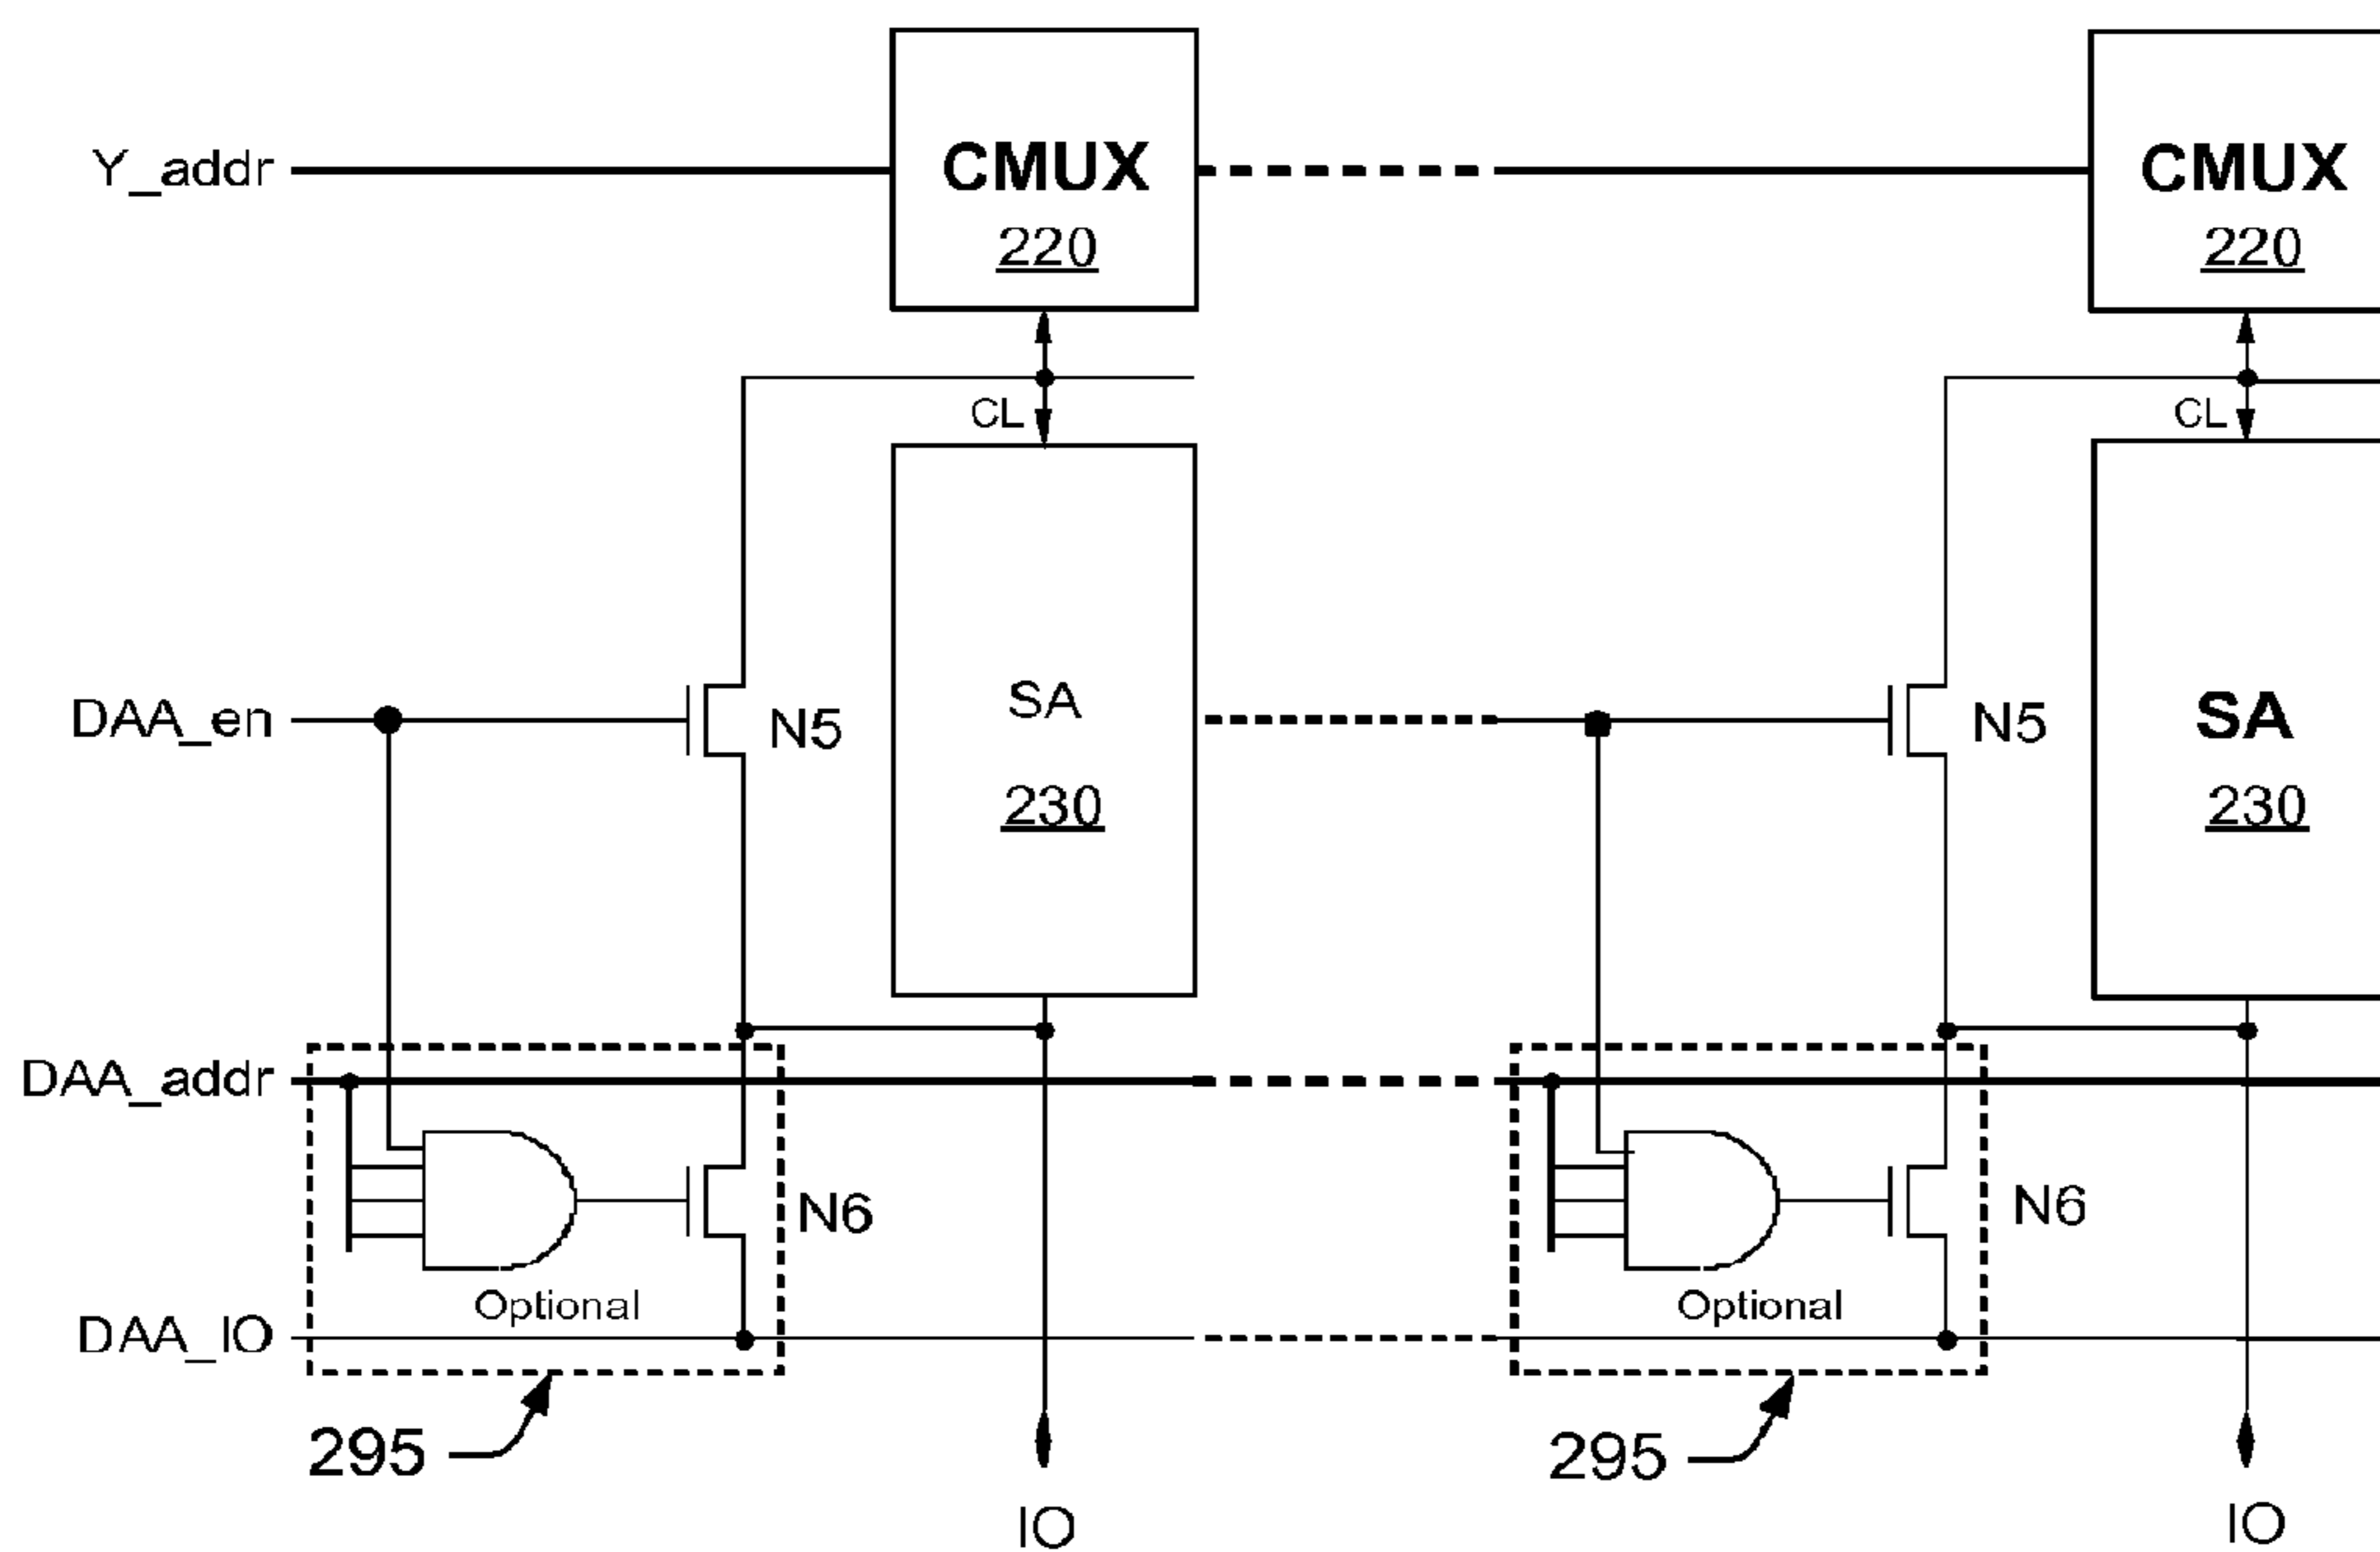 CMUX
220
CMUX
220
Y_addr
CL
CL
SA
230
SA
230
DAA_en
N5
N5
DAA_addr
N6
N6
Optional
Optional
DAA_IO
295
295
IO
IO